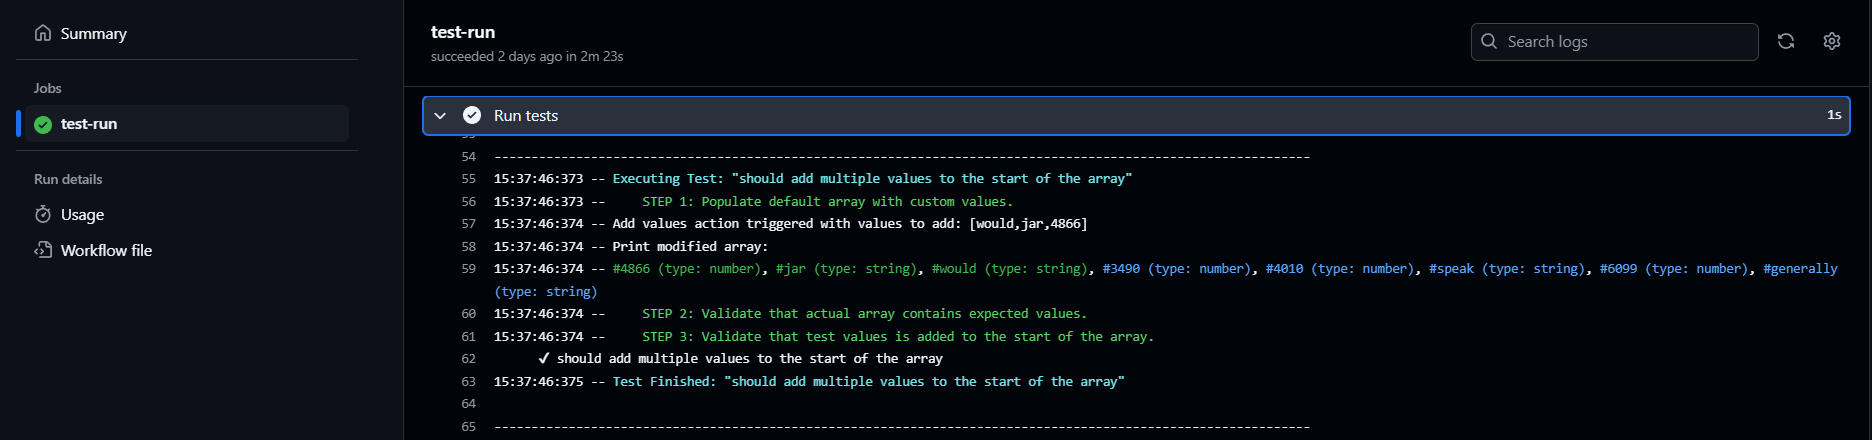 Summary
Jobs
test-run
Run details
Usage
Workflow file
test-run
succeeded 2 days ago in 2m 23s
Search logs
Run tests 1s
54 --------------------------------------------------------------------------------------------------------------
55 15:37:46:373 -- Executing Test: "should add multiple values to the start of the array"
56 15:37:46:373 --     STEP 1: Populate default array with custom values.
57 15:37:46:374 -- Add values action triggered with values to add: [would,jar,4866]
58 15:37:46:374 -- Print modified array:
59 15:37:46:374 -- #4866 (type: number), #jar (type: string), #would (type: string), #3490 (type: number), #4010 (type: number), #speak (type: string), #6099 (type: number), #generally
(type: string)
60 15:37:46:374 --     STEP 2: Validate that actual array contains expected values.
61 15:37:46:374 --     STEP 3: Validate that test values is added to the start of the array.
62       ✓ should add multiple values to the start of the array
63 15:37:46:375 -- Test Finished: "should add multiple values to the start of the array"
64
65 --------------------------------------------------------------------------------------------------------------